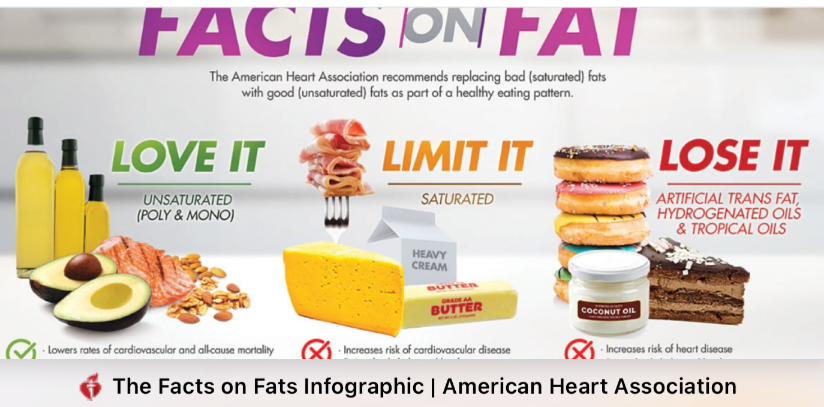 FACTS ON FAT
The American Heart Association recommends replacing bad (saturated) fats
with good (unsaturated) fats as part of a healthy eating pattern.
LOVE IT
UNSATURATED
(POLY & MONO)
LIMIT IT
SATURATED
HEAVY
CREAM
BUTTER
GRADE AA
BUTTER
LOSE IT
ARTIFICIAL TRANS FAT,
HYDROGENATED OILS
& TROPICAL OILS
COCONUT OIL
· Lowers rates of cardiovascular and all-cause mortality
· Increases risk of cardiovascular disease
· Increases risk of heart disease
The Facts on Fats Infographic | American Heart Association